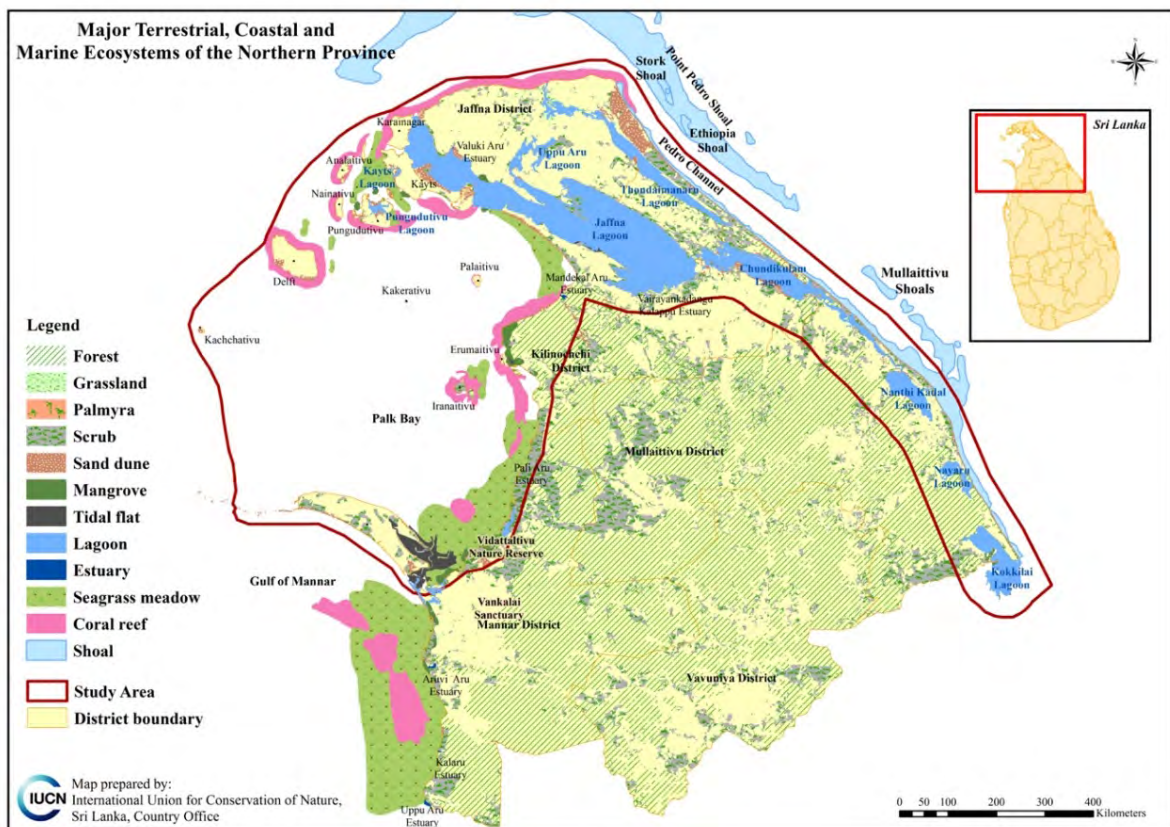 Major Terrestrial, Coastal and
Marine Ecosystems of the Northern Province
Stork
Shoal
Point Pedro Shoal
Ethiopia
Shoal
Pedro Channel
Sri Lanka
Jaffna District
Karainagar
Valuki Aru
Estuary
Uppu Aru
Lagoon
Analaitivu
Kayts
Lagoon
Kayts
Nainativu
Thondaimanaru
Lagoon
Pungudutivu
Pungudutivu
Lagoon
Jaffna
Lagoon
Delft
Palaitivu
Kakerativu
Mandekal Aru
Estuary
Chundikulam
Lagoon
Mullaittivu
Shoals
Kalappu Estuary
Kachchativu
Erumaitivu
Kilinochchi
District
Iranaitivu
Nanthi Kadal
Lagoon
Palk Bay
Mullaittivu District
Pali Aru
Estuary
Nayaru
Lagoon
Vidattaltivu
Nature Reserve
Kokkilai
Lagoon
Gulf of Mannar
Vankalai
Sanctuary
Mannar District
Aruvi Aru
Estuary
Vavuniya District
Kalaru
Estuary
Uppu Aru
Estuary
Legend
Forest
Grassland
Palmyra
Scrub
Sand dune
Mangrove
Tidal flat
Lagoon
Estuary
Seagrass meadow
Coral reef
Shoal
Study Area
District boundary
IUCN
Map prepared by:
International Union for Conservation of Nature,
Sri Lanka, Country Office
0 50 100 200 300 400
Kilometers